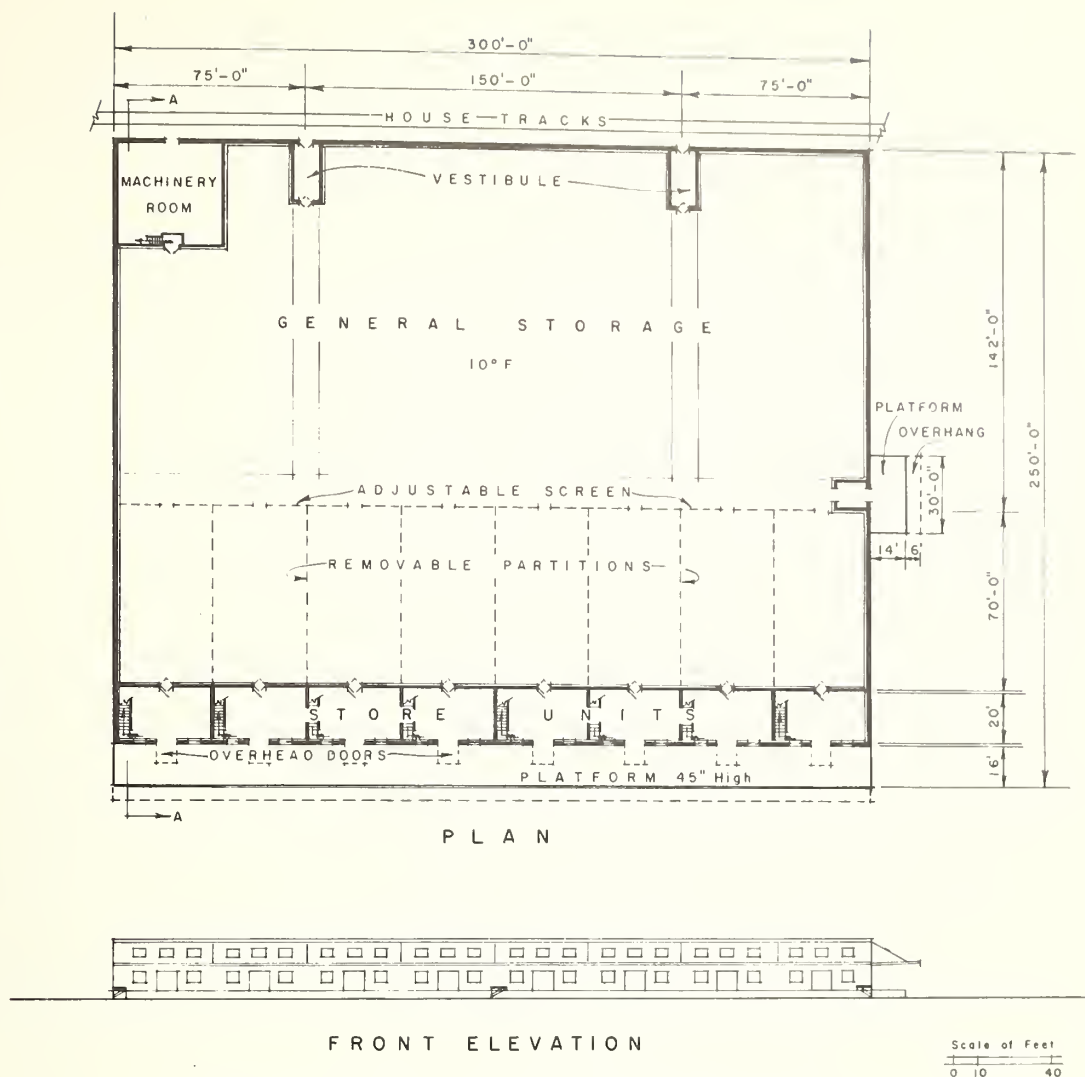 300'-0"
75'-0" 150'-0" 75'-0"
A
HOUSE TRACKS
MACHINERY
ROOM
VESTIBULE
GENERAL STORAGE
10° F
142'-0"
PLATFORM
OVERHANG
30'-0"
250'-0"
ADJUSTABLE SCREEN
14' 6'
REMOVABLE PARTITIONS
70'-0"
STORE UNITS
20'
OVERHEAD DOORS
PLATFORM 45" High
16'
A
PLAN
FRONT ELEVATION
Scale of Feet
0 10 40